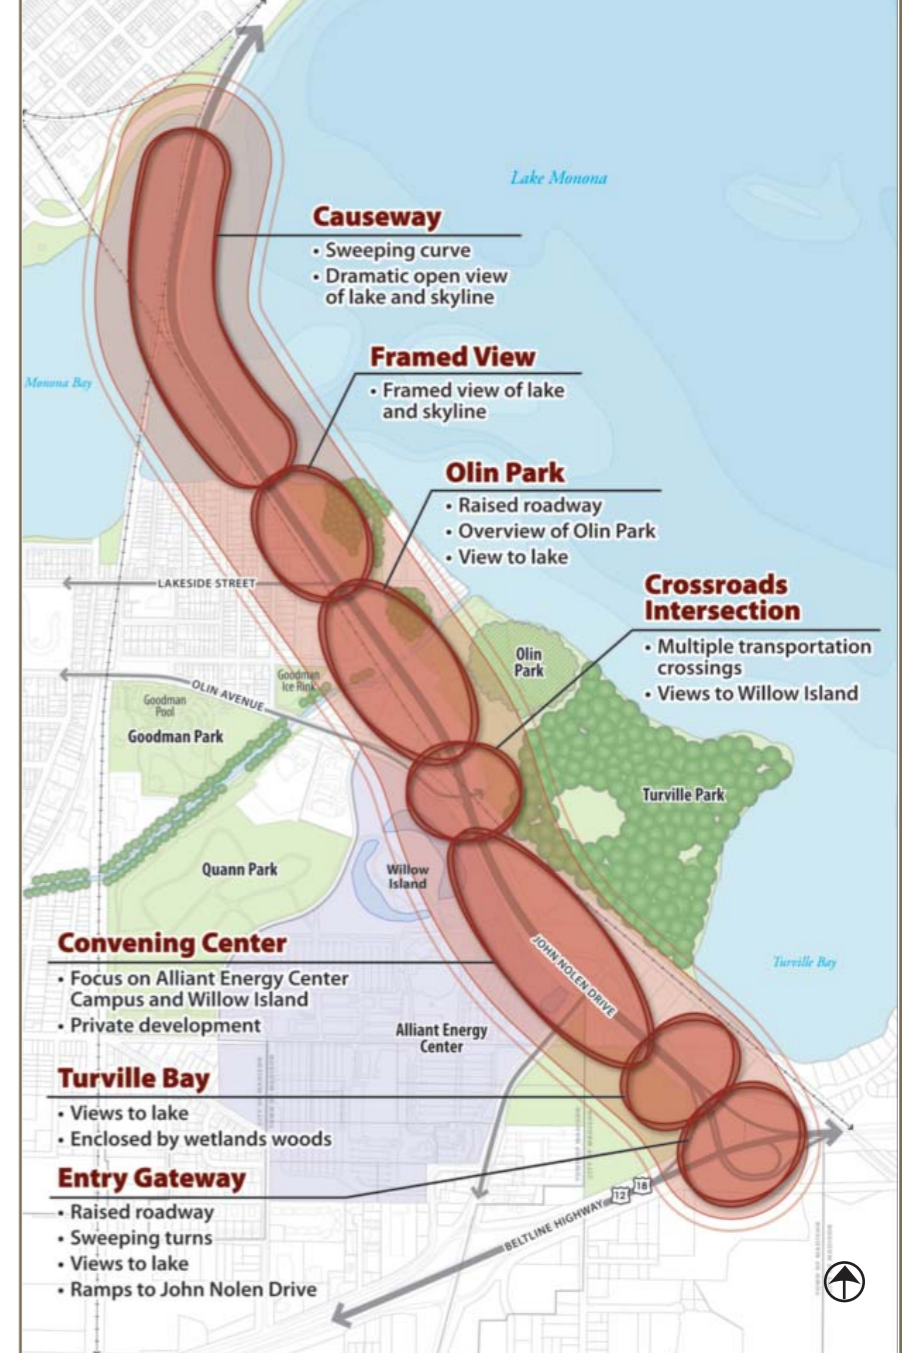 Lake Monona
Causeway
• Sweeping curve
• Dramatic open view
of lake and skyline
Framed View
• Framed view of lake
and skyline
Monona Bay
Olin Park
• Raised roadway
• Overview of Olin Park
• View to lake
LAKESIDE STREET
Crossroads
Intersection
• Multiple transportation
crossings
• Views to Willow Island
Olin
Park
Goodman
Ice Rink
OLIN AVENUE
Goodman
Pool
Goodman Park
Turville Park
Quann Park
Willow
Island
Convening Center
• Focus on Alliant Energy Center
Campus and Willow Island
• Private development
JOHN NOLEN DRIVE
Turville Bay
Alliant Energy
Center
Turville Bay
• Views to lake
• Enclosed by wetlands woods
Entry Gateway
• Raised roadway
• Sweeping turns
• Views to lake
• Ramps to John Nolen Drive
12
18
BELTLINE HIGHWAY